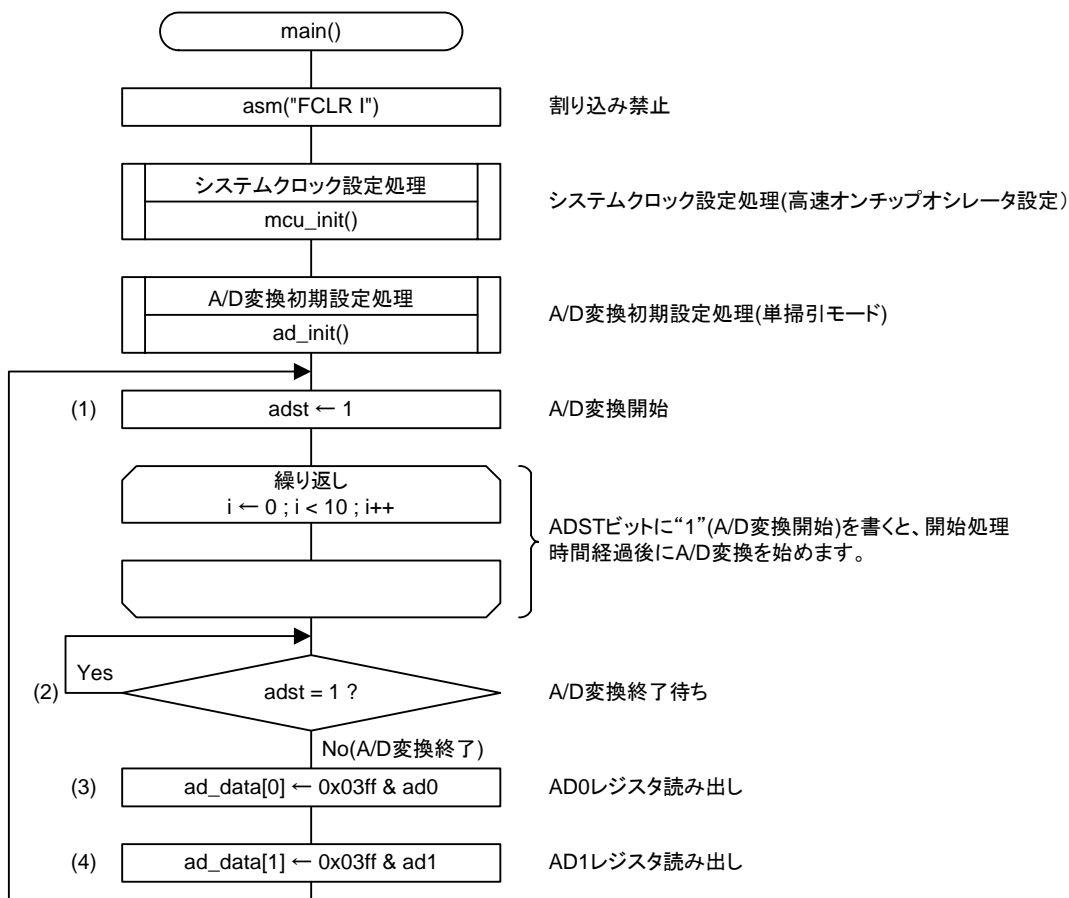 main()
asm("FCLR I")
割り込み禁止
システムクロック設定処理
mcu_init()
システムクロック設定処理(高速オンチップオシレータ設定)
A/D変換初期設定処理
ad_init()
A/D変換初期設定処理(単掃引モード)
(1)
adst ← 1
A/D変換開始
繰り返し
i ← 0 ; i < 10 ; i++
ADSTビットに“1”(A/D変換開始)を書くと、開始処理
時間経過後にA/D変換を始めます。
Yes
(2)
adst = 1 ?
A/D変換終了待ち
No(A/D変換終了)
(3)
ad_data[0] ← 0x03ff & ad0
AD0レジスタ読み出し
(4)
ad_data[1] ← 0x03ff & ad1
AD1レジスタ読み出し